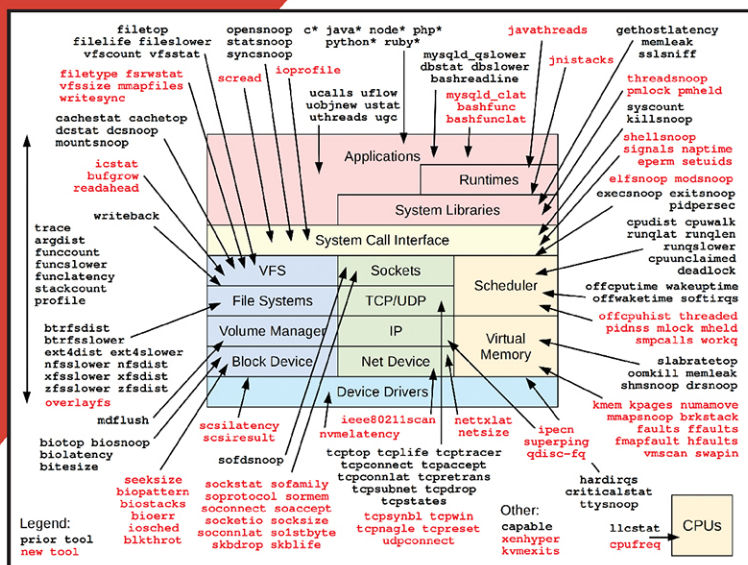 filetop
filelife fileslower
vfscount vfsstat
opensnoop
statsnoop
syncsnoop
c* java* node* php*
python* ruby*
javathreads
gethostlatency
memleak
sslsniff
filetype fsrwstat
vfssize mmapfiles
writesync
scread
ioprofile
mysqld_qslower
dbstat dbslower
bashreadline
jnistacks
threadsnoop
pmlock pmheld
ucalls uflow
uobjnew ustat
uthreads ugc
mysqld_clat
bashfunc
bashfunclat
syscount
killsnoop
cachestat cachetop
dcstat dcsnoop
mountsnoop
shellsnoop
signals naptime
eperm setuids
icstat
bufgrow
readahead
Applications
Runtimes
System Libraries
System Call Interface
elfsnoop modsnoop
execsnoop exitsnoop
pidpersec
writeback
trace
argdist
funccount
funcslower
funclatency
stackcount
profile
VFS
Sockets
Scheduler
File Systems
TCP/UDP
Volume Manager
IP
Virtual
Memory
Block Device
Net Device
Device Drivers
cpudist cpuwalk
runqlat runqlen
runqslower
cpuunclaimed
deadlock
offcputime wakeuptime
offwaketime softirqs
offcpuhist threaded
pidnss mlock mheld
smpcalls workq
btrfsdist
btrfsslower
ext4dist ext4slower
nfsslower nfsdist
xfsslower xfsdist
zfsslower zfsdist
overlayfs
slabratetop
oomkill memleak
shmsnoop drsnoop
kmem kpages numamove
mmapsnoop brkstack
faults ffaults
fmapfault hfaults
vmscan swapin
mdflush
scsilatency
scsiresult
nvmelatency
ieee80211scan
nettxlat
netsize
ipecn
superping
qdisc-fq
biotop biosnoop
biolatency
bitesize
sofdsnoop
tcptop tcplife tcptracer
tcpconnect tcpaccept
tcpconnlat tcpretrans
tcpsubnet tcpdrop
tcpstates
hardirqs
criticalstat
ttysnoop
seeksize
biopattern
biostacks
bioerr
iosched
blkthrot
sockstat sofamily
soprotocol sormem
soconnect soaccept
socketio socksize
soconnlat so1stbyte
skbdrop skblife
tcpsynbl tcpwin
tcpnagle tcpreset
udpconnect
Legend:
prior tool
new tool
Other:
capable
xenhyper
kvmexits
llcstat
cpufreq
CPUs